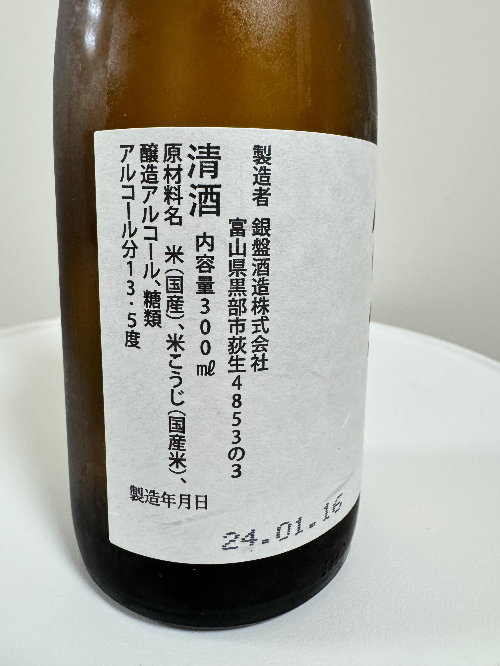 製造者 銀盤酒造株式会社
富山県黒部市荻生4853の3
清酒 内容量300㎖
原材料名 米(国産)、米こうじ(国産米)、
醸造アルコール、糖類
アルコール分13.5度
製造年月日
24.01.16